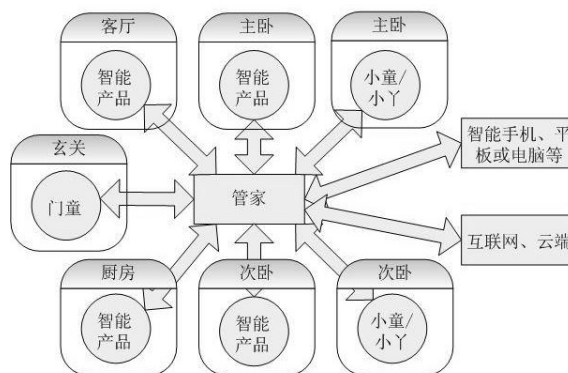 客厅
主卧
主卧
智能
产品
智能
产品
小童/
小丫
智能手机、平
板或电脑等
玄关
门童
管家
互联网、云端
厨房
次卧
次卧
智能
产品
智能
产品
小童/
小丫